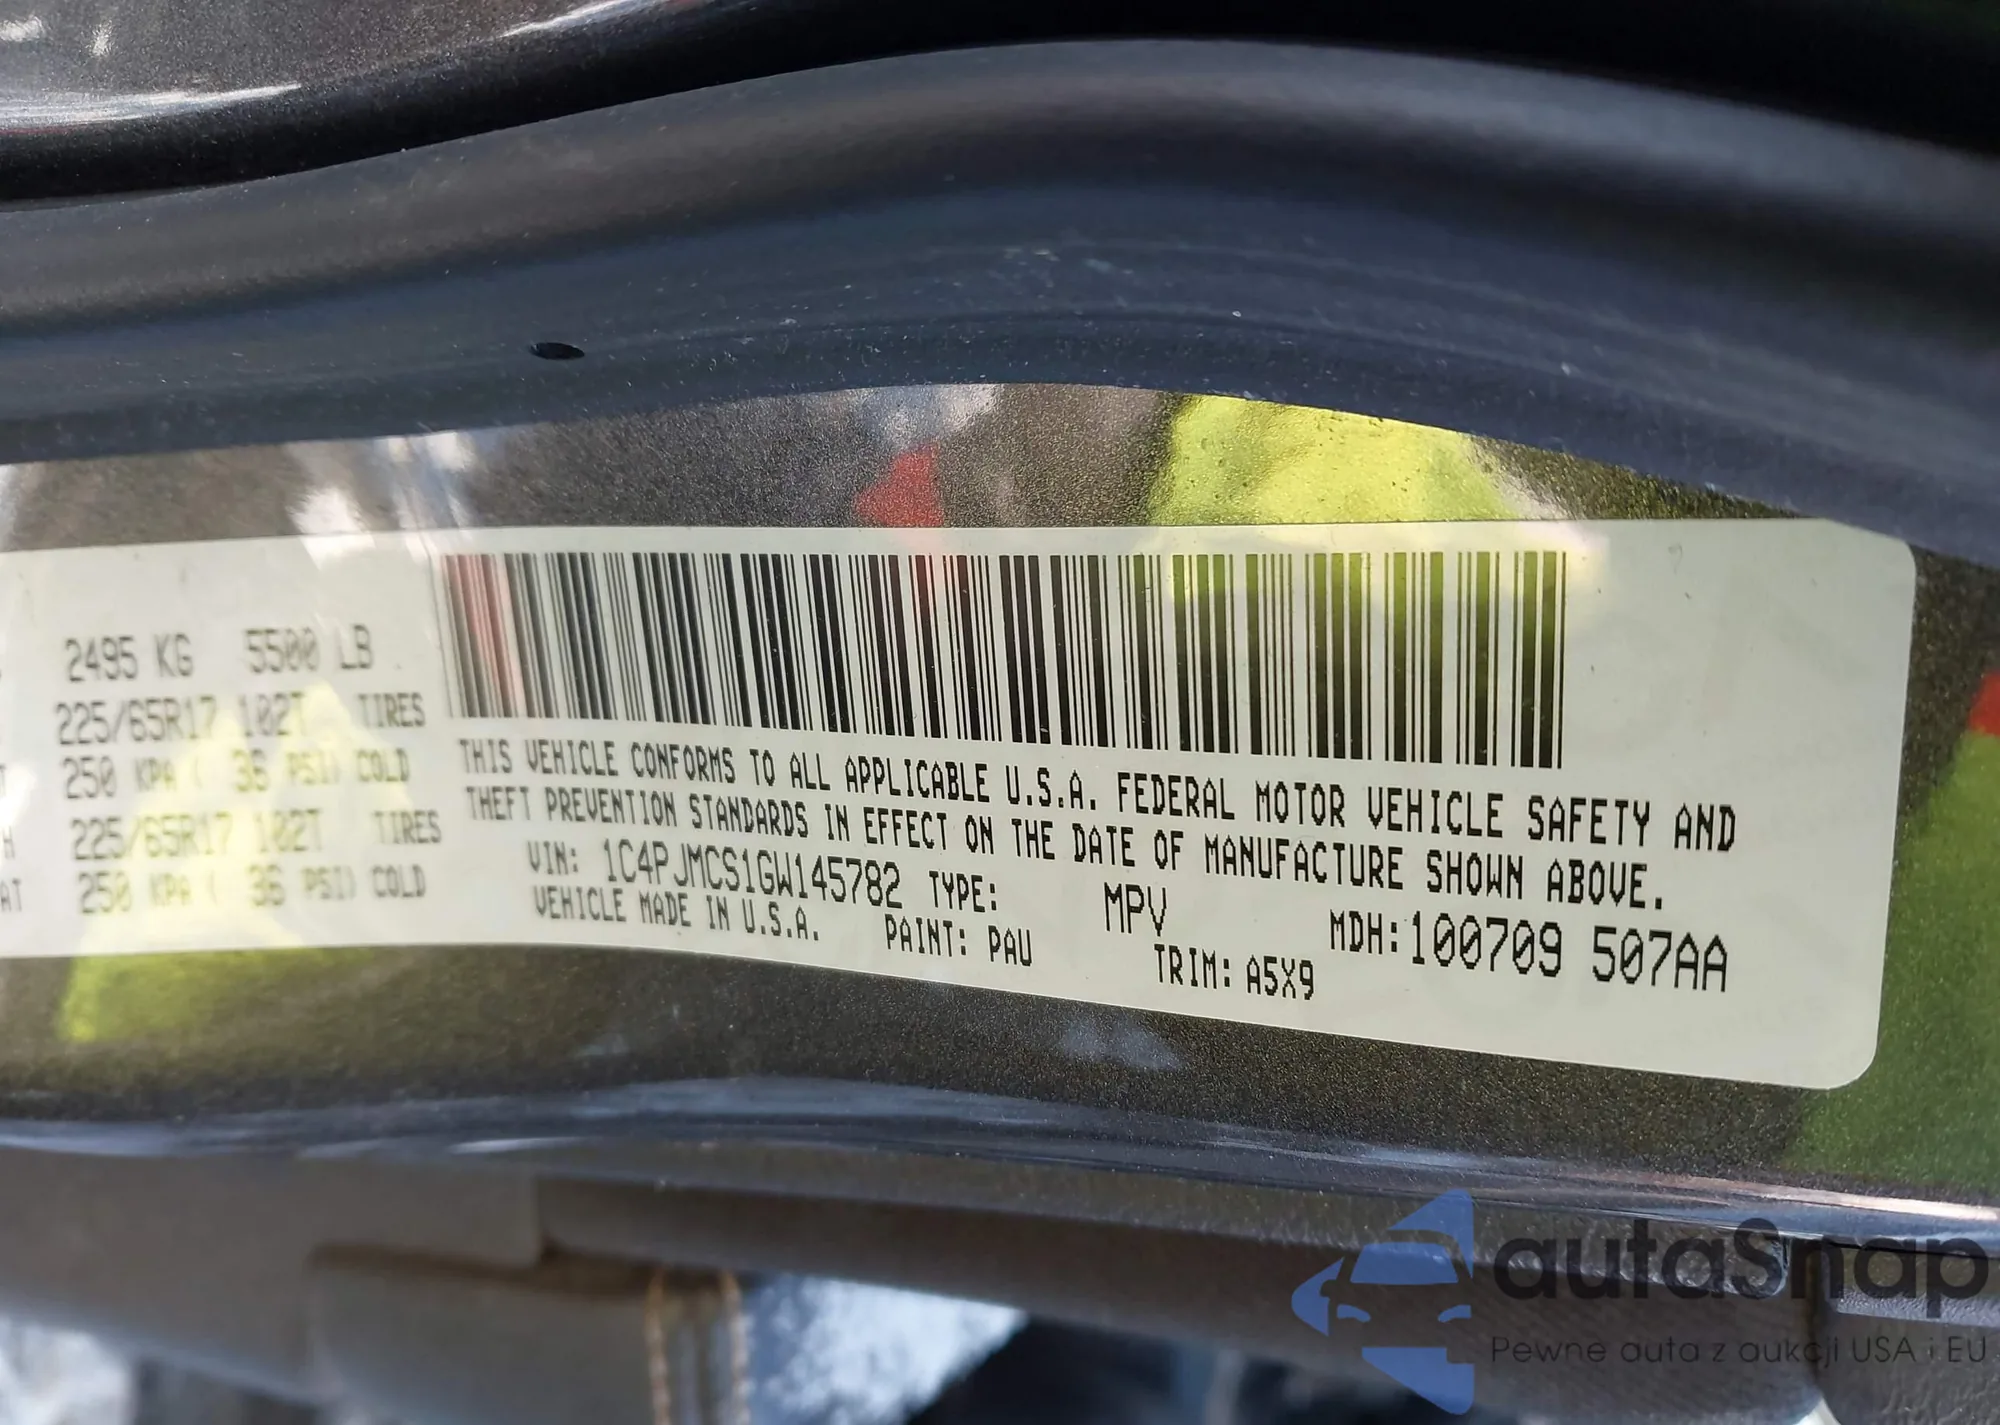 2495 KG 5500 LB
225/65R17 102T TIRES
250 KPA ( 36 PSI) COLD
225/65R17 102T TIRES
250 KPA ( 36 PSI) COLD
THIS VEHICLE CONFORMS TO ALL APPLICABLE U.S.A. FEDERAL MOTOR VEHICLE SAFETY AND
THEFT PREVENTION STANDARDS IN EFFECT ON THE DATE OF MANUFACTURE SHOWN ABOVE.
VIN: 1C4PJMCS1GW145782 TYPE: MPV MDH:100709 507AA
VEHICLE MADE IN U.S.A. PAINT: PAU TRIM: A5X9
autaSnap
Pewne auta z aukcji USA i EU